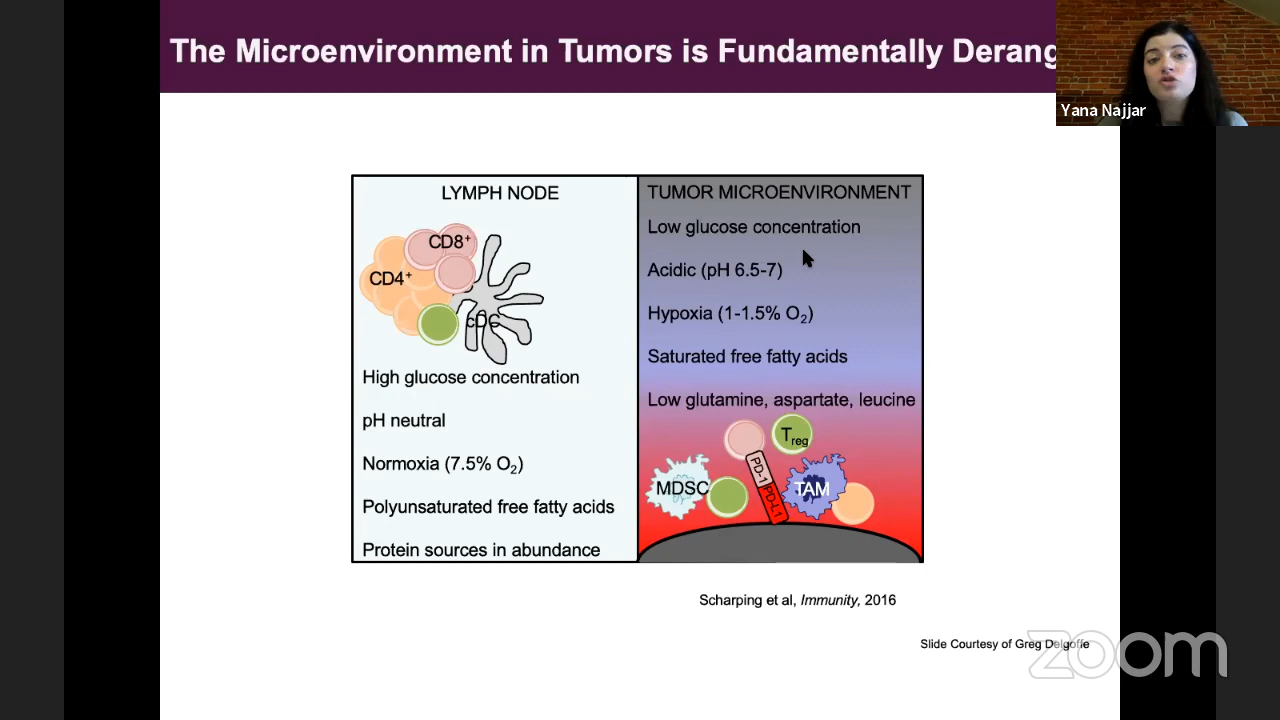 The Microenvironment in Tumors is Fundamentally Derang
Yana Najjar
LYMPH NODE
CD8+
CD4+
cDC
High glucose concentration
pH neutral
Normoxia (7.5% O2)
Polyunsaturated free fatty acids
Protein sources in abundance
TUMOR MICROENVIRONMENT
Low glucose concentration
Acidic (pH 6.5-7)
Hypoxia (1-1.5% O2)
Saturated free fatty acids
Low glutamine, aspartate, leucine
Treg
PD-1
MDSC
PD-L1
TAM
Scharping et al, Immunity, 2016
Slide Courtesy of Greg Delgoffe
zoom